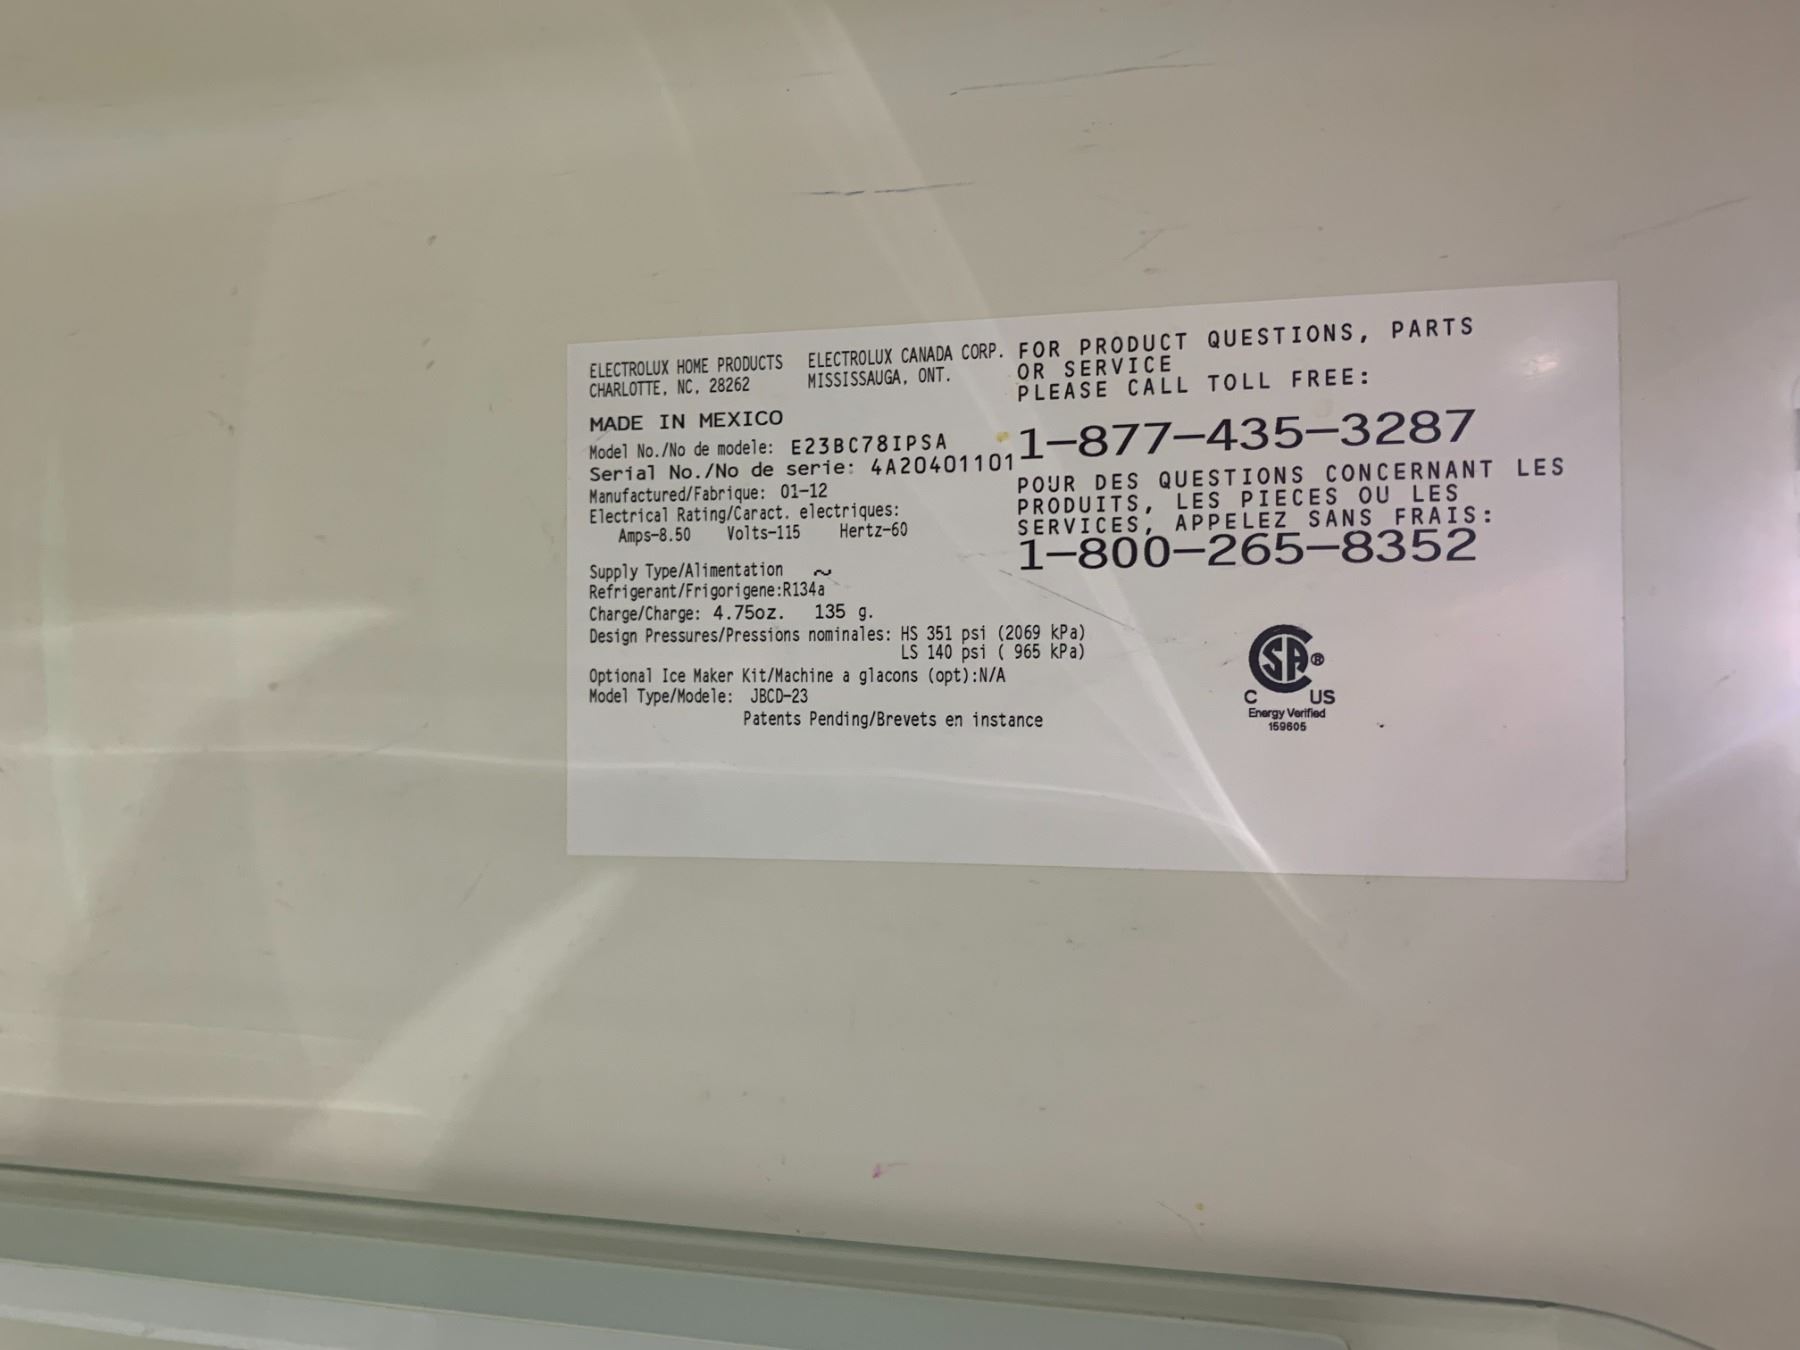 ELECTROLUX HOME PRODUCTS
CHARLOTTE, NC, 28262
ELECTROLUX CANADA CORP.
MISSISSAUGA, ONT.
MADE IN MEXICO
Model No./No de modele: E23BC78IPSA
Serial No./No de serie: 4A20401101
Manufactured/Fabrique: 01-12
Electrical Rating/Caract. electriques:
Amps-8.50 Volts-115 Hertz-60
Supply Type/Alimentation ~
Refrigerant/Frigorigene:R134a
Charge/Charge: 4.75oz. 135 g.
Design Pressures/Pressions nominales: HS 351 psi (2069 kPa)
LS 140 psi ( 965 kPa)
Optional Ice Maker Kit/Machine a glacons (opt):N/A
Model Type/Modele: JBCD-23
Patents Pending/Brevets en instance
FOR PRODUCT QUESTIONS, PARTS
OR SERVICE
PLEASE CALL TOLL FREE:
1-877-435-3287
POUR DES QUESTIONS CONCERNANT LES
PRODUITS, LES PIECES OU LES
SERVICES, APPELEZ SANS FRAIS:
1-800-265-8352
CSA®
C US
Energy Verified
159605